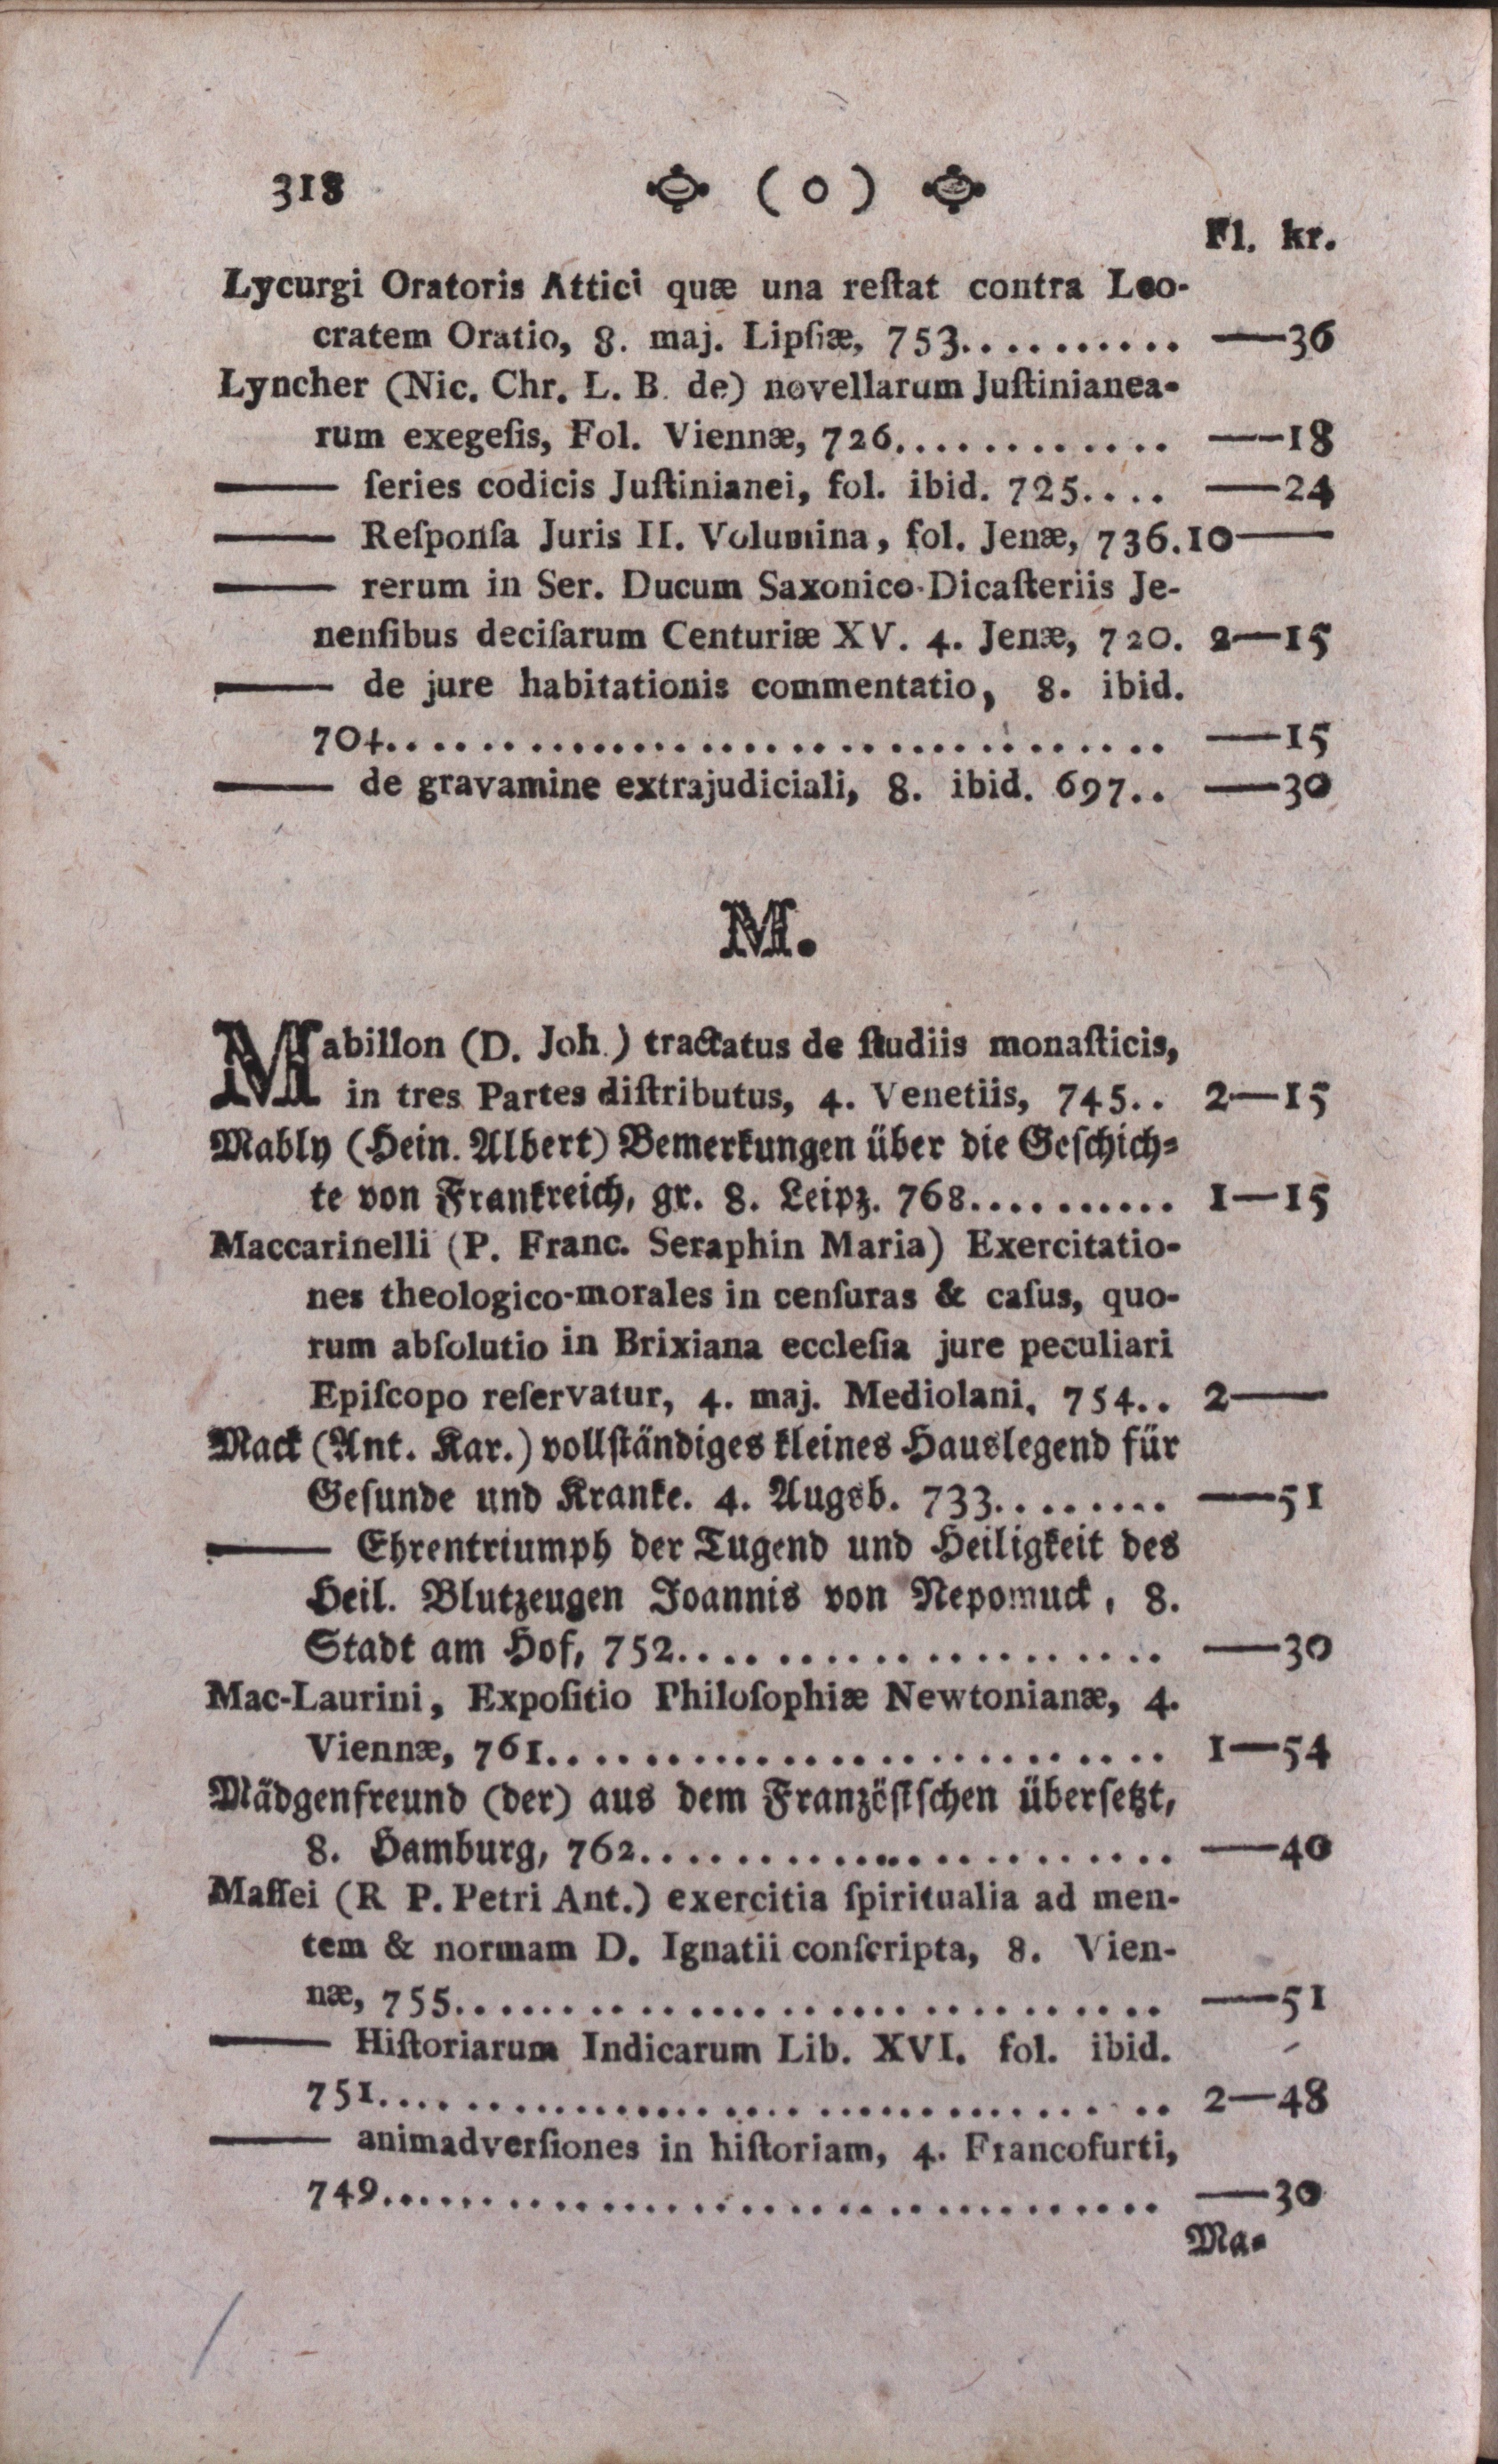 318 ( o )
Fl. kr.
Lycurgi Oratoris Attici quæ una reſtat contra Leo-
cratem Oratio, 8. maj. Lipſiæ, 753.......... —36
Lyncher (Nic. Chr. L. B. de) novellarum Juſtinianea-
rum exegeſis, Fol. Viennæ, 726............ —18
—— ſeries codicis Juſtinianei, fol. ibid. 725.... —24
—— Reſponſa Juris II. Volumina, fol. Jenæ, 736. 10—
—— rerum in Ser. Ducum Saxonico-Dicaſteriis Je-
nenſibus deciſarum Centuriæ XV. 4. Jenæ, 720. 2—15
—— de jure habitationis commentatio, 8. ibid.
704.................................. —15
—— de gravamine extrajudiciali, 8. ibid. 697.. —30
M.
Mabillon (D. Joh.) tractatus de ſtudiis monaſticis,
in tres Partes diſtributus, 4. Venetiis, 745.. 2—15
Mably (Hein. Albert) Bemerkungen über die Geſchich-
te von Frankreich, gr. 8. Leipz. 768.......... 1—15
Maccarinelli (P. Franc. Seraphin Maria) Exercitatio-
nes theologico-morales in cenſuras & caſus, quo-
rum abſolutio in Brixiana eccleſia jure peculiari
Epiſcopo reſervatur, 4. maj. Mediolani, 754.. 2—
Mack (Ant. Kar.) vollſtändiges kleines Hauslegend für
Geſunde und Kranke. 4. Augsb. 733........ —51
—— Ehrentriumph der Tugend und Heiligkeit des
Heil. Blutzeugen Joannis von Nepomuck, 8.
Stadt am Hof, 752..................... —30
Mac-Laurini, Expoſitio Philoſophiæ Newtonianæ, 4.
Viennæ, 761.......................... 1—54
Mädgenfreund (der) aus dem Franzöſiſchen überſetzt,
8. Hamburg, 762...................... —40
Maffei (R P. Petri Ant.) exercitia ſpiritualia ad men-
tem & normam D. Ignatii conſcripta, 8. Vien-
næ, 755.............................. —51
—— Hiſtoriarum Indicarum Lib. XVI. fol. ibid.
751.................................. 2—48
—— animadverſiones in hiſtoriam, 4. Francofurti,
749.................................. —30
Ma-